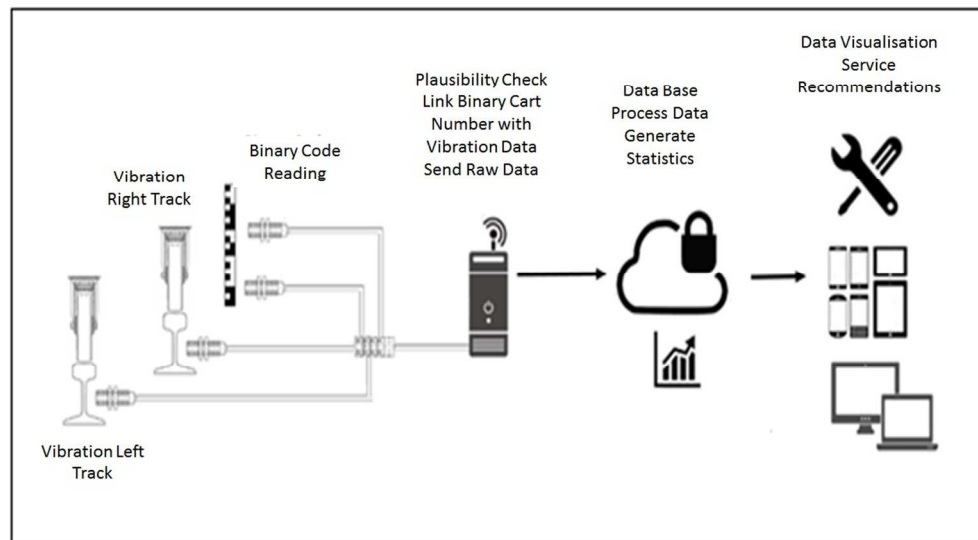 Vibration
Right Track
Binary Code
Reading
Vibration Left
Track
Plausibility Check
Link Binary Cart
Number with
Vibration Data
Send Raw Data
Data Base
Process Data
Generate
Statistics
Data Visualisation
Service
Recommendations